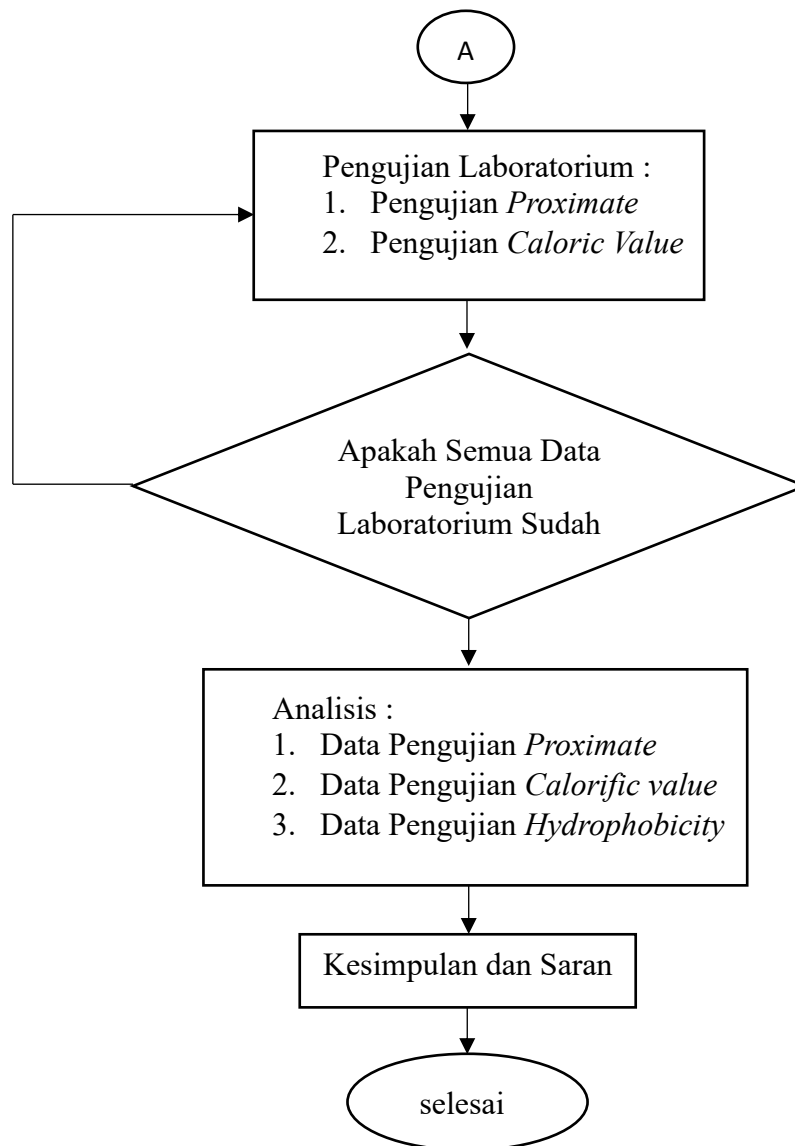 A
Pengujian Laboratorium :
1. Pengujian Proximate
2. Pengujian Caloric Value
Apakah Semua Data
Pengujian
Laboratorium Sudah
Analisis :
1. Data Pengujian Proximate
2. Data Pengujian Calorific value
3. Data Pengujian Hydrophobicity
Kesimpulan dan Saran
selesai